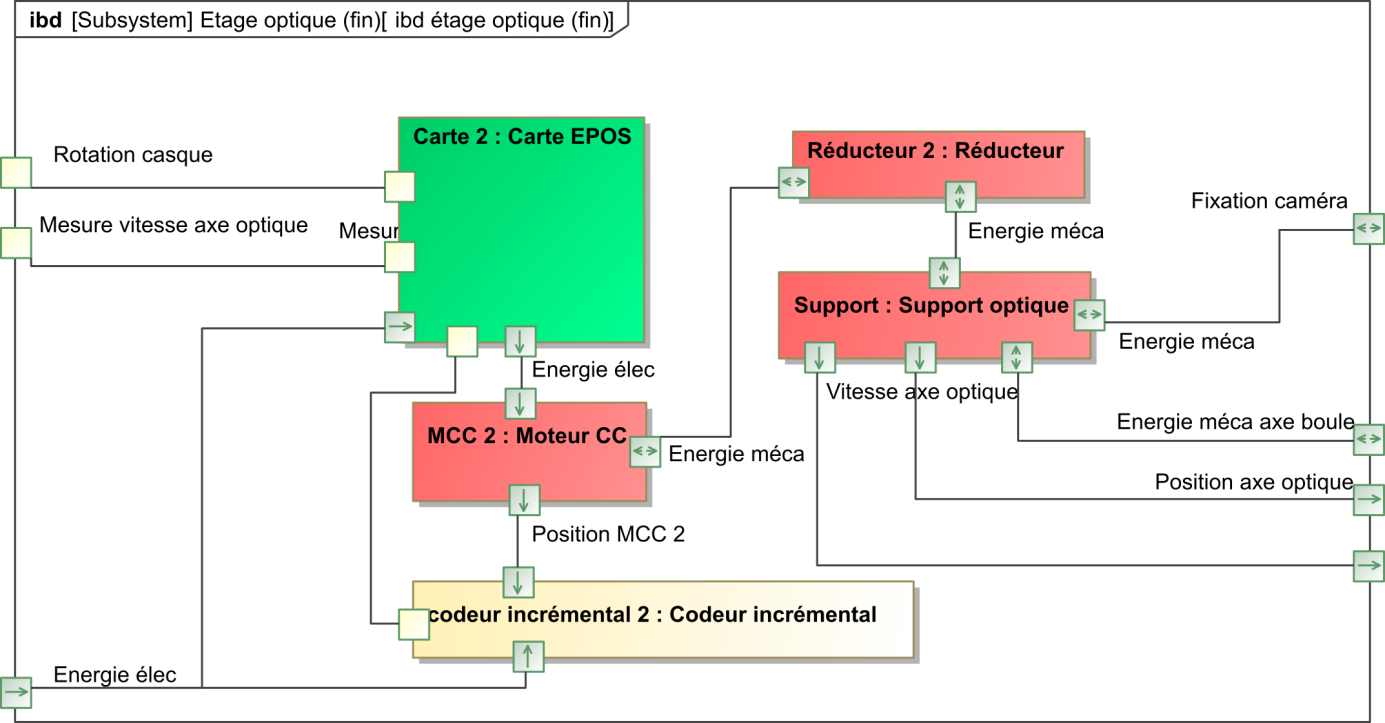 ibd [Subsystem] Etage optique (fin)[ ibd étage optique (fin)]
Carte 2 : Carte EPOS
Réducteur 2 : Réducteur
Rotation casque
Fixation caméra
Mesure vitesse axe optique
Mesur
Energie méca
Support : Support optique
Energie méca
Energie élec
Vitesse axe optique
Energie méca axe boule
MCC 2 : Moteur CC
Energie méca
Position axe optique
Position MCC 2
codeur incrémental 2 : Codeur incrémental
Energie élec